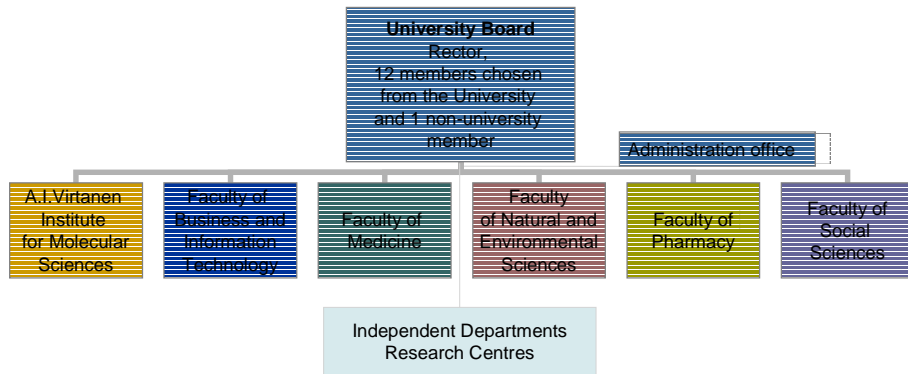 University Board
Rector,
12 members chosen
from the University
and 1 non-university
member
Administration office
A.I.Virtanen
Institute
for Molecular
Sciences
Faculty of
Business and
Information
Technology
Faculty of
Medicine
Faculty
of Natural and
Environmental
Sciences
Faculty of
Pharmacy
Faculty of
Social
Sciences
Independent Departments
Research Centres